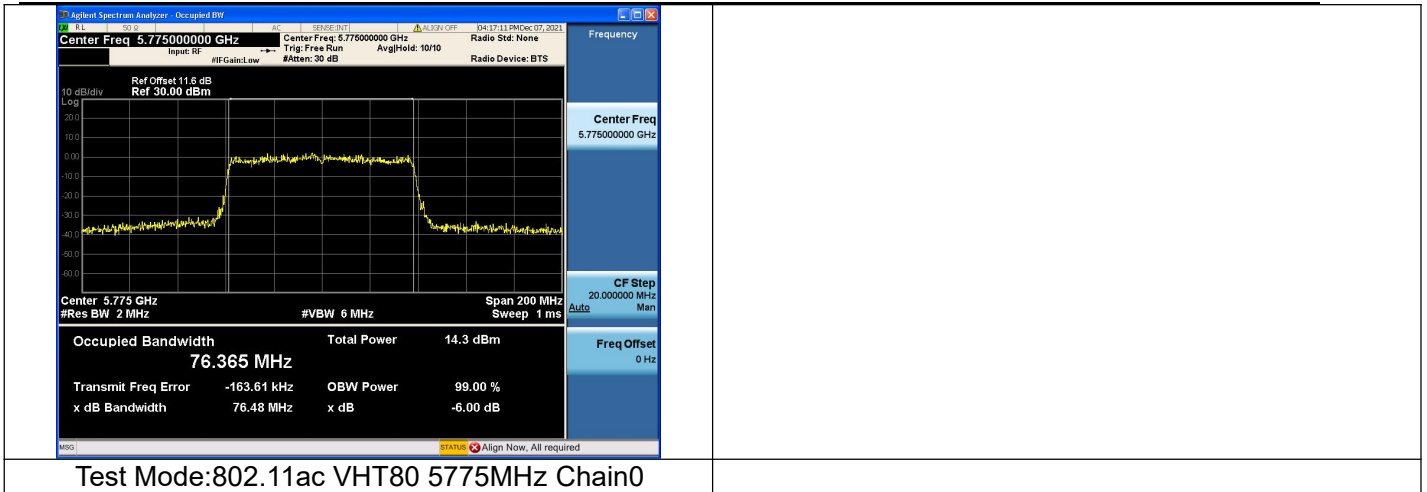 Agilent Spectrum Analyzer - Occupied BW
RL 50 Ω AC SENSE:INT ALIGN OFF 04:17:11 PM Dec 07, 2021
Center Freq 5.775000000 GHz Center Freq: 5.775000000 GHz Radio Std: None Frequency
Input: RF Trig: Free Run Avg|Hold: 10/10
#IFGain:Low #Atten: 30 dB Radio Device: BTS
Ref Offset 11.6 dB
10 dB/div Ref 30.00 dBm
Log
20.0
10.0
0.00
-10.0
-20.0
-30.0
-40.0
-50.0
-60.0
Center Freq
5.775000000 GHz
CF Step
20.000000 MHz
Auto Man
Freq Offset
0 Hz
Center 5.775 GHz Span 200 MHz
#Res BW 2 MHz #VBW 6 MHz Sweep 1 ms
Occupied Bandwidth Total Power 14.3 dBm
76.365 MHz
Transmit Freq Error -163.61 kHz OBW Power 99.00 %
x dB Bandwidth 76.48 MHz x dB -6.00 dB
MSG STATUS Align Now, All required
Test Mode:802.11ac VHT80 5775MHz Chain0